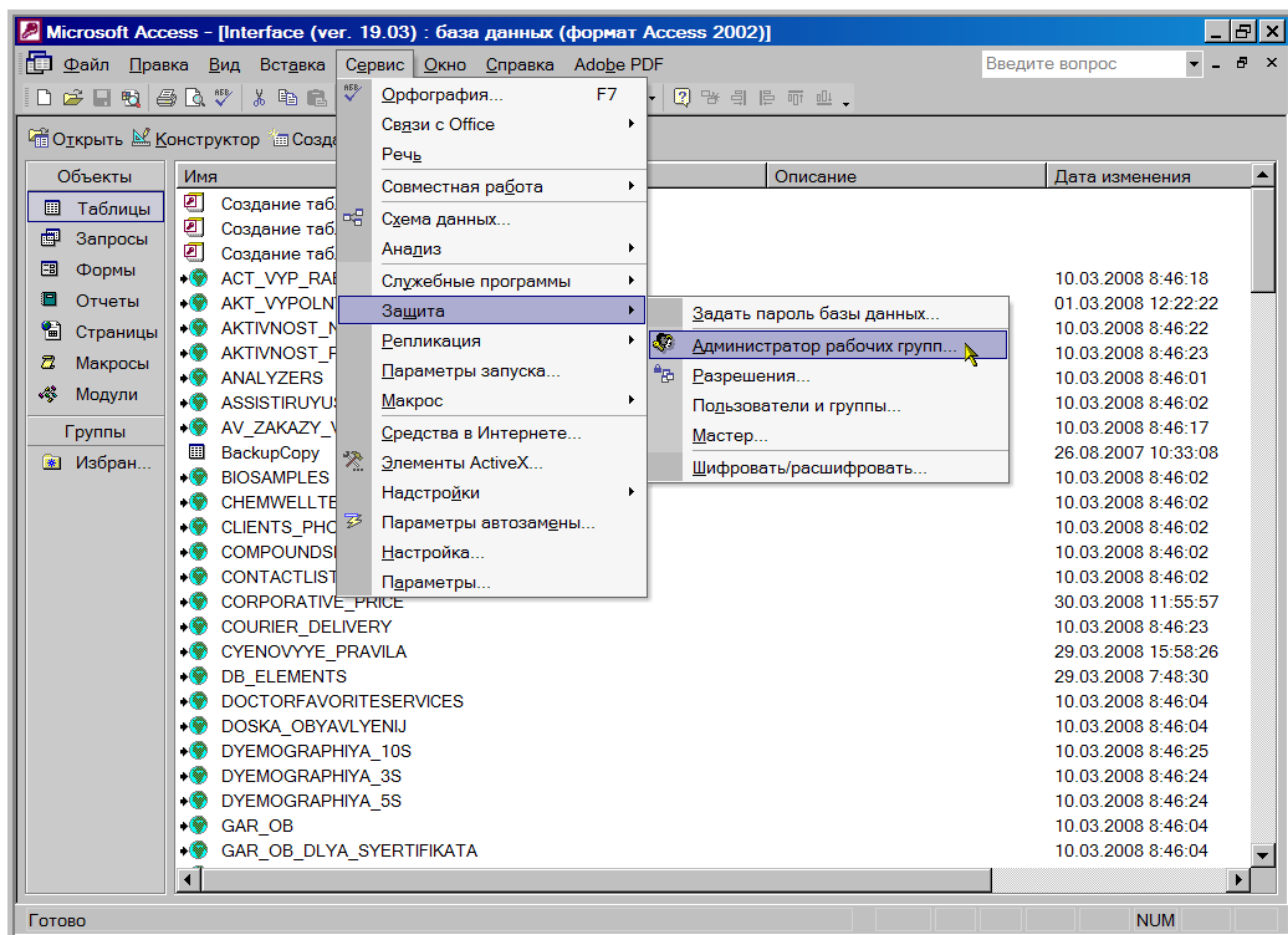 Microsoft Access - [Interface (ver. 19.03) : база данных (формат Access 2002)]
Файл Правка Вид Вставка Сервис Окно Справка Adobe PDF Введите вопрос
Открыть Конструктор
Объекты Имя Описание Дата изменения
Таблицы
Запросы
Формы
Отчеты
Страницы
Макросы
Модули
Группы
Избран...
Орфография... F7
Связи с Office
Речь
Совместная работа
Схема данных...
Анализ
Служебные программы
Защита
Репликация
Параметры запуска...
Макрос
Средства в Интернете...
Элементы ActiveX...
Надстройки
Параметры автозамены...
Настройка...
Параметры...
Задать пароль базы данных...
Администратор рабочих групп...
Разрешения...
Пользователи и группы...
Мастер...
Шифровать/расшифровать...
Создание
Создание
Создание
10.03.2008 8:46:18
01.03.2008 12:22:22
10.03.2008 8:46:22
10.03.2008 8:46:23
ANALYZERS 10.03.2008 8:46:01
10.03.2008 8:46:02
10.03.2008 8:46:17
BackupCopy 26.08.2007 10:33:08
BIOSAMPLES 10.03.2008 8:46:02
10.03.2008 8:46:02
10.03.2008 8:46:02
10.03.2008 8:46:02
CONTACTLIST 10.03.2008 8:46:02
CORPORATIVE_PRICE 30.03.2008 11:55:57
COURIER_DELIVERY 10.03.2008 8:46:23
CYENOVYYE_PRAVILA 29.03.2008 15:58:26
DB_ELEMENTS 29.03.2008 7:48:30
DOCTORFAVORITESERVICES 10.03.2008 8:46:04
DOSKA_OBYAVLYENIJ 10.03.2008 8:46:04
DYEMOGRAPHIYA_10S 10.03.2008 8:46:25
DYEMOGRAPHIYA_3S 10.03.2008 8:46:24
DYEMOGRAPHIYA_5S 10.03.2008 8:46:24
GAR_OB 10.03.2008 8:46:04
GAR_OB_DLYA_SYERTIFIKATA 10.03.2008 8:46:04
Готово NUM